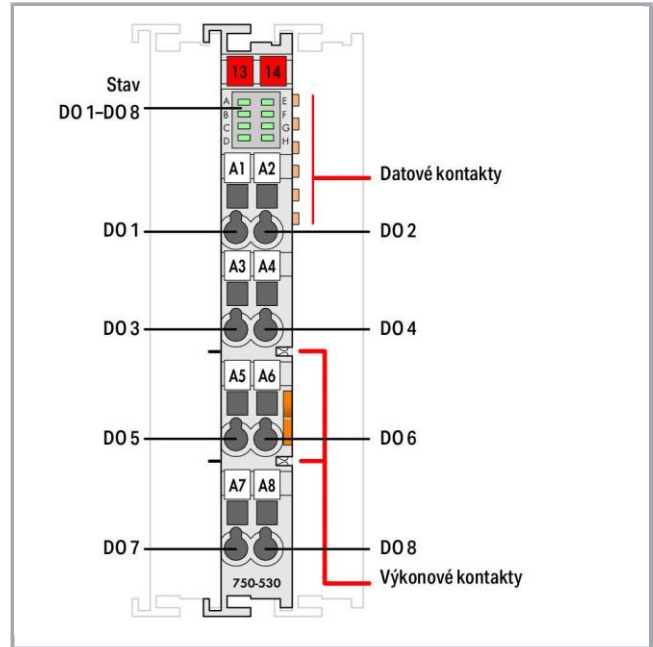 13 14
Stav
DO 1–DO 8
A E
B F
C G
D H
A1 A2
Datové kontakty
DO 1
DO 2
A3 A4
DO 3
DO 4
A5 A6
DO 5
DO 6
A7 A8
DO 7
DO 8
750-530
Výkonové kontakty